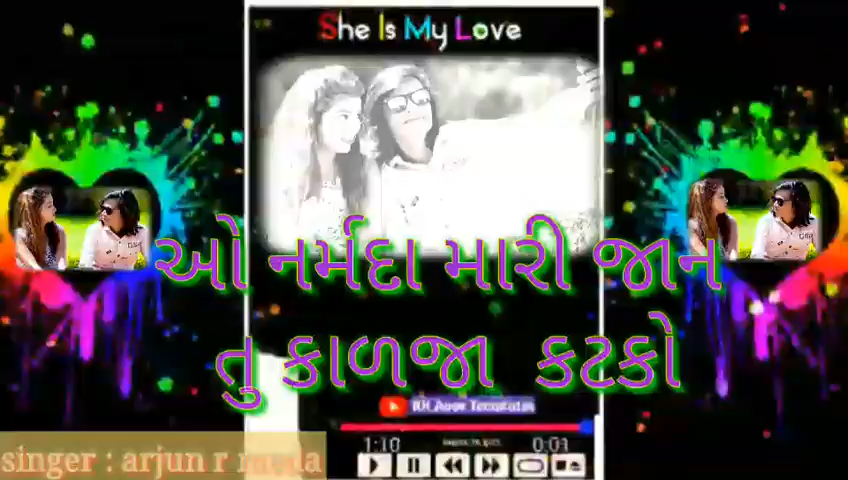 She Is My Love
ઓ નર્મદા મારી જાન
તુ કાળજા કટકો
1:10
0:01
singer : arjun r meda